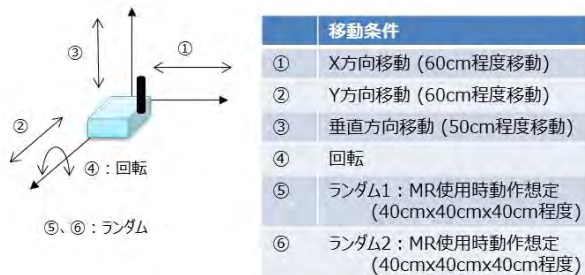 ③
①
②
④：回転
⑤、⑥：ランダム
移動条件
① X方向移動 (60cm程度移動)
② Y方向移動 (60cm程度移動)
③ 垂直方向移動 (50cm程度移動)
④ 回転
⑤ ランダム1：MR使用時動作想定
(40cmx40cmx40cm程度)
⑥ ランダム2：MR使用時動作想定
(40cmx40cmx40cm程度)